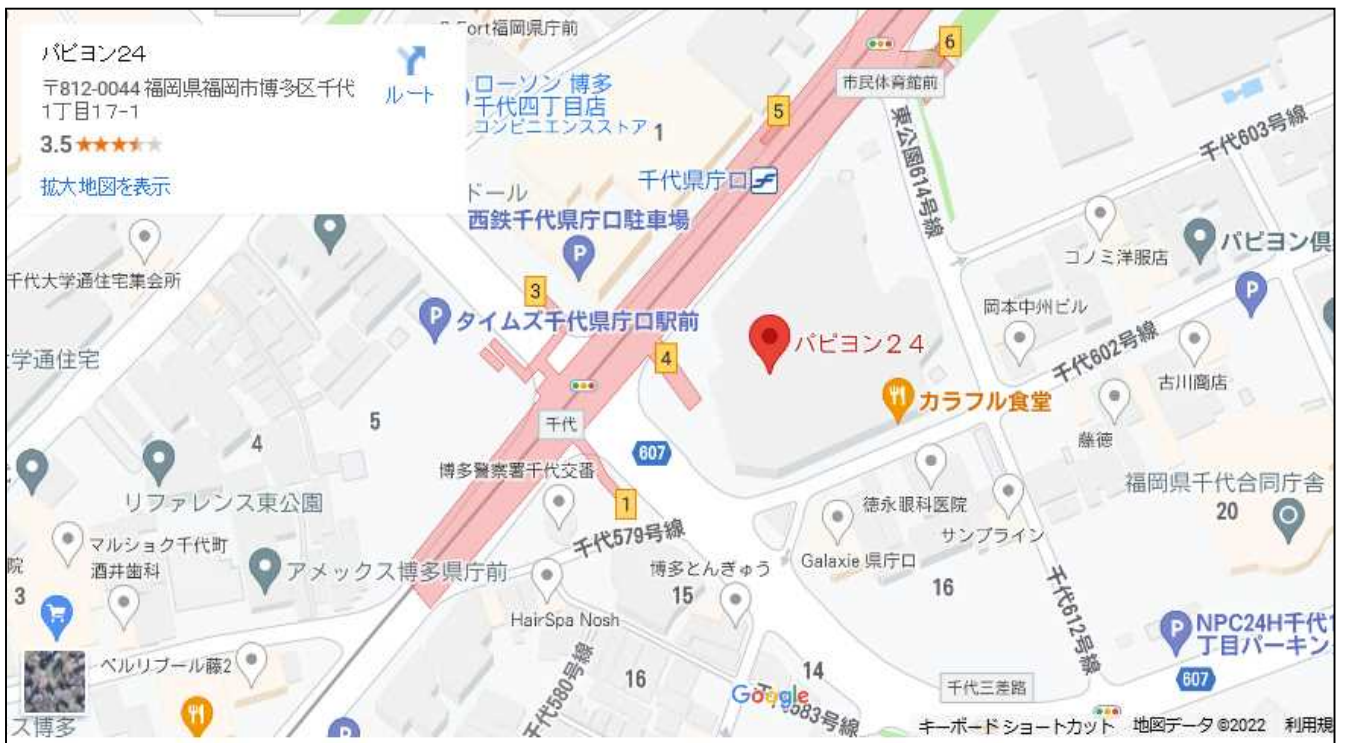 パピヨン24
〒812-0044 福岡県福岡市博多区千代
1丁目17-1
3.5
拡大地図を表示
ルート
ort福岡県庁前
ローソン 博多
千代四丁目店
コンビニエンスストア
1
5
6
市民体育館前
東公園614号線
千代603号線
千代県庁口
ドール
西鉄千代県庁口駐車場
P
コノミ洋服店
パピヨン倶
P
千代大学通住宅集会所
3
P
タイムズ千代県庁口駅前
岡本中州ビル
千代602号線
学通住宅
4
パピヨン24
古川商店
カラフル食堂
千代
5
4
607
藤徳
博多警察署千代交番
1
リファレンス東公園
徳永眼科医院
サンプライン
福岡県千代合同庁舎
20
千代579号線
マルショク千代町
酒井歯科
院
3
アメックス博多県庁前
博多とんぎゅう
15
Galaxie 県庁口
16
千代612号線
HairSpa Nosh
NPC24H千代1
丁目パーキン
P
607
ベルリブール藤2
千代580号線
16
14
Google
583号線
千代三差路
ズ博多
P
キーボード ショートカット
地図データ ©2022
利用規